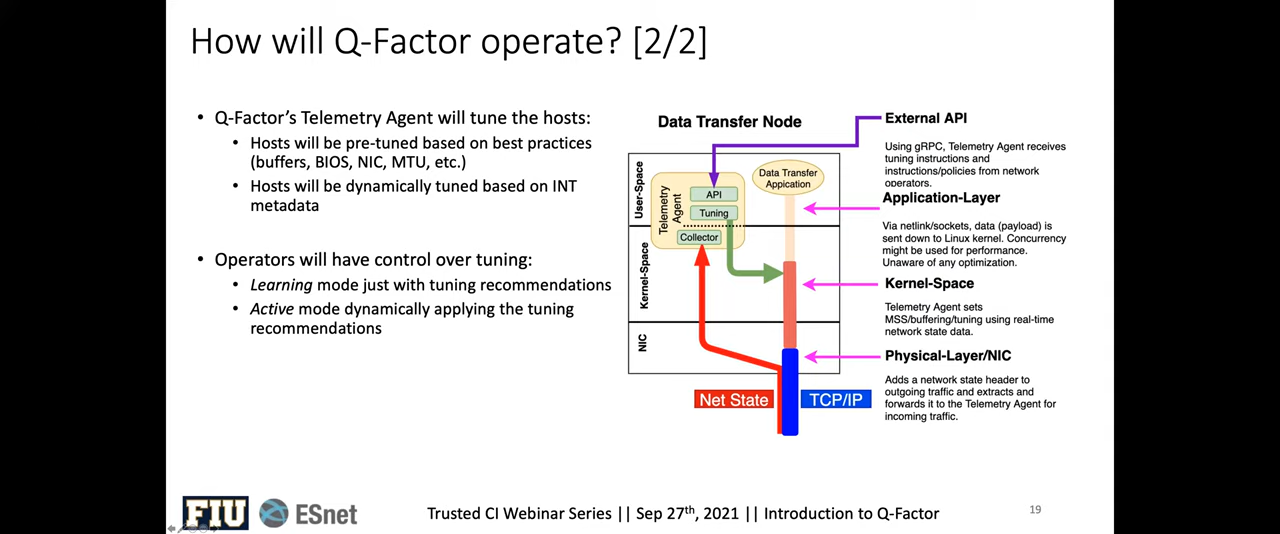 How will Q-Factor operate? [2/2]
• Q-Factor's Telemetry Agent will tune the hosts:
• Hosts will be pre-tuned based on best practices
(buffers, BIOS, NIC, MTU, etc.)
• Hosts will be dynamically tuned based on INT
metadata
• Operators will have control over tuning:
• Learning mode just with tuning recommendations
• Active mode dynamically applying the tuning
recommendations
Data Transfer Node
User-Space
Kernel-Space
NIC
Telemetry
Agent
API
Tuning
Collector
Data Transfer
Appication
Net State
TCP/IP
External API
Using gRPC, Telemetry Agent receives
tuning instructions and
instructions/policies from network
operators.
Application-Layer
Via netlink/sockets, data (payload) is
sent down to Linux kernel. Concurrency
might be used for performance.
Unaware of any optimization.
Kernel-Space
Telemetry Agent sets
MSS/buffering/tuning using real-time
network state data.
Physical-Layer/NIC
Adds a network state header to
outgoing traffic and extracts and
forwards it to the Telemetry Agent for
incoming traffic.
FIU
ESnet
Trusted CI Webinar Series || Sep 27th, 2021 || Introduction to Q-Factor
19